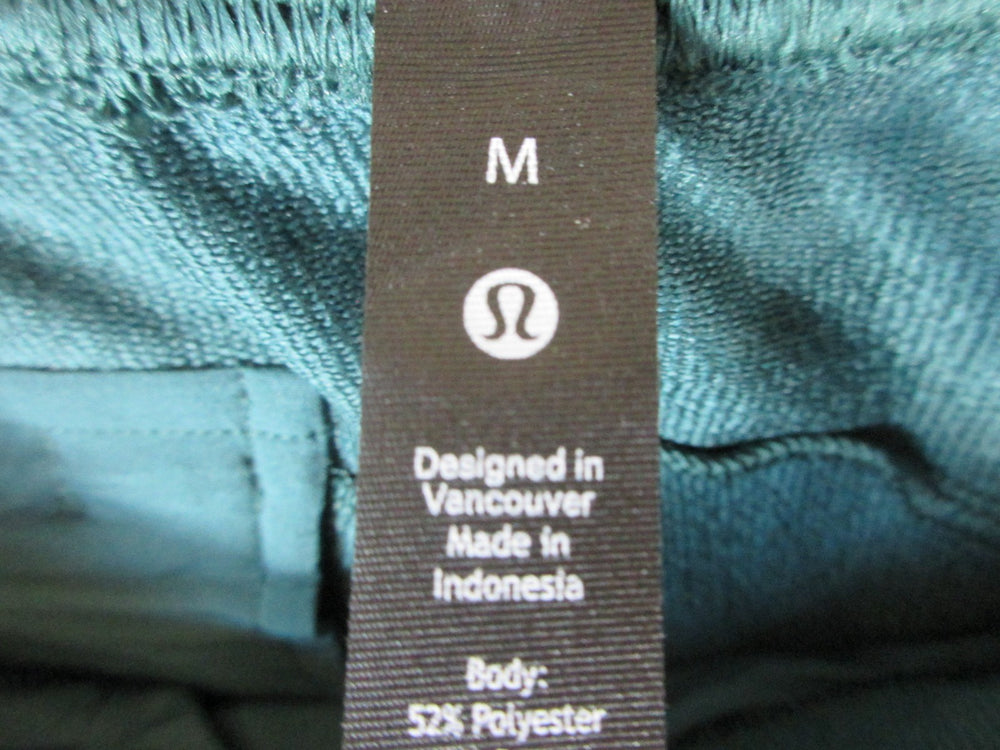 M
Designed in
Vancouver
Made in
Indonesia
Body:
52% Polyester